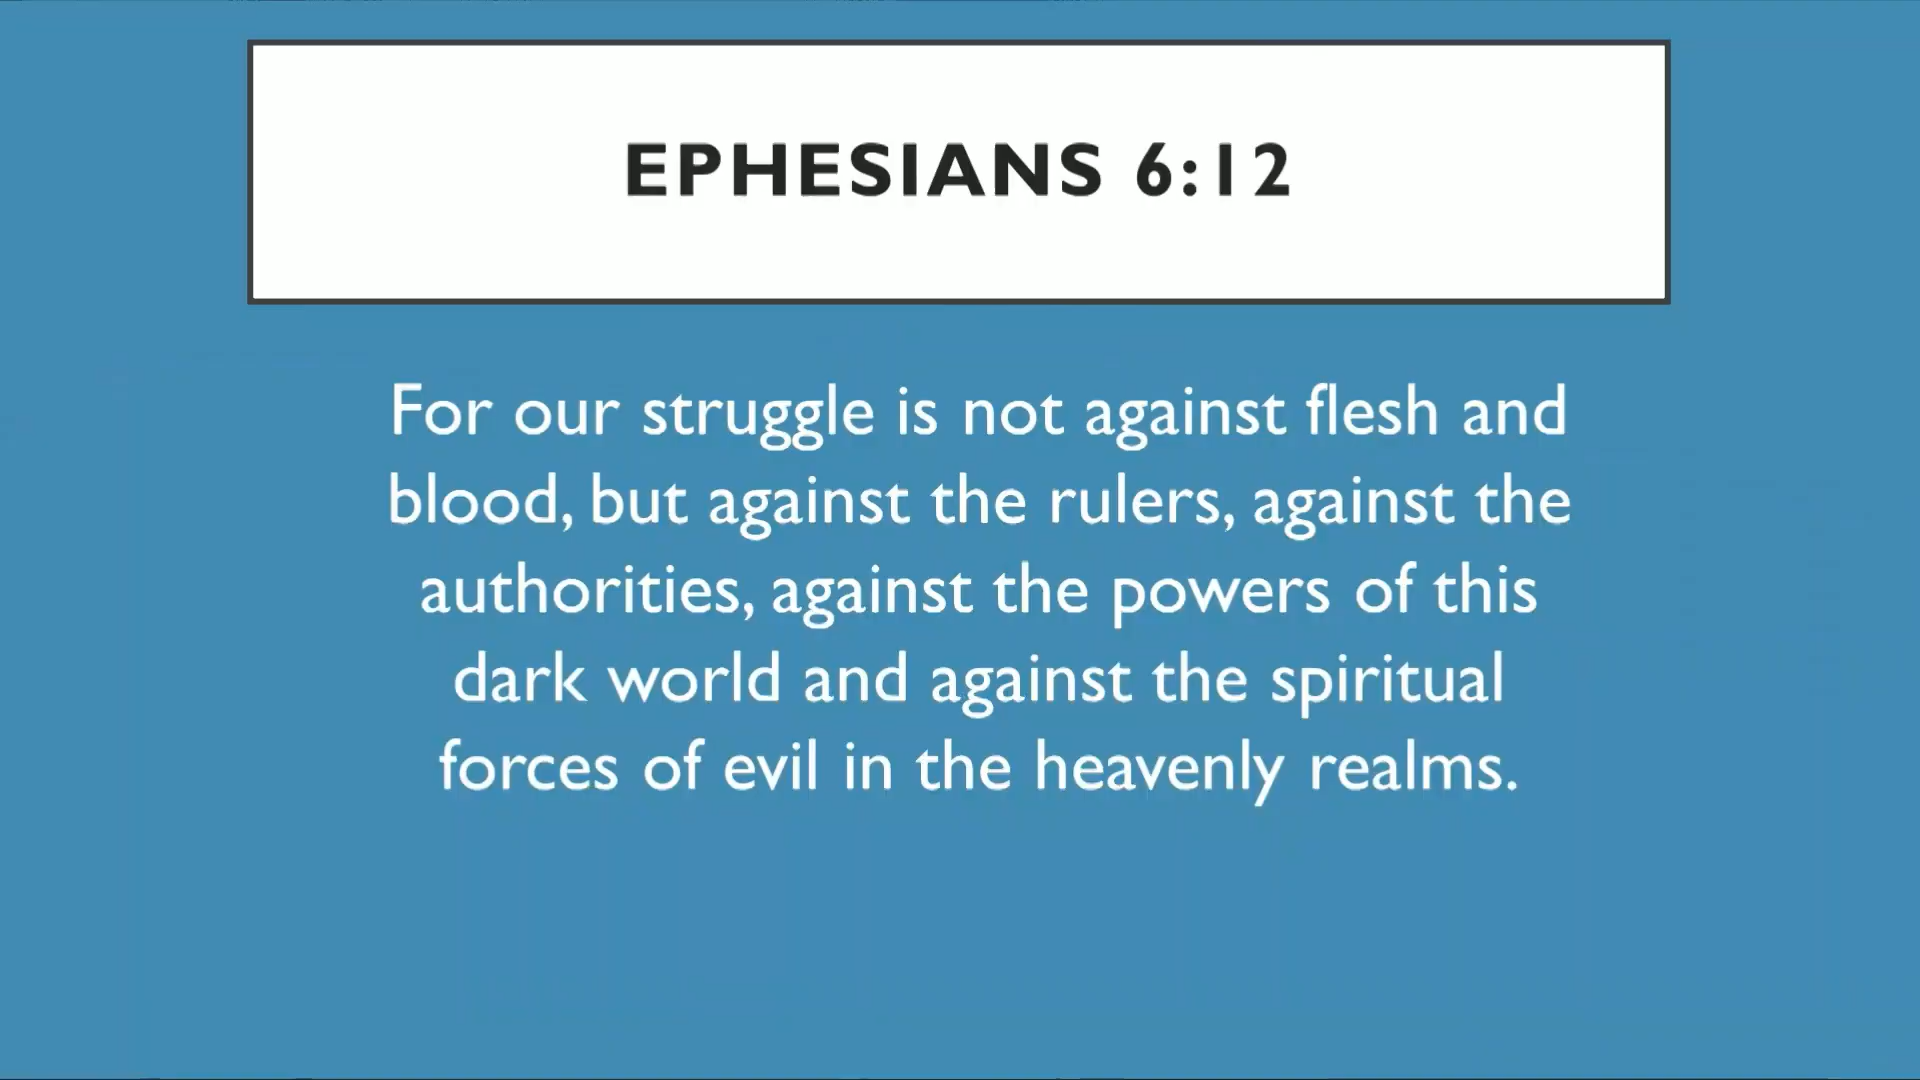 EPHESIANS 6:12
For our struggle is not against flesh and
blood, but against the rulers, against the
authorities, against the powers of this
dark world and against the spiritual
forces of evil in the heavenly realms.